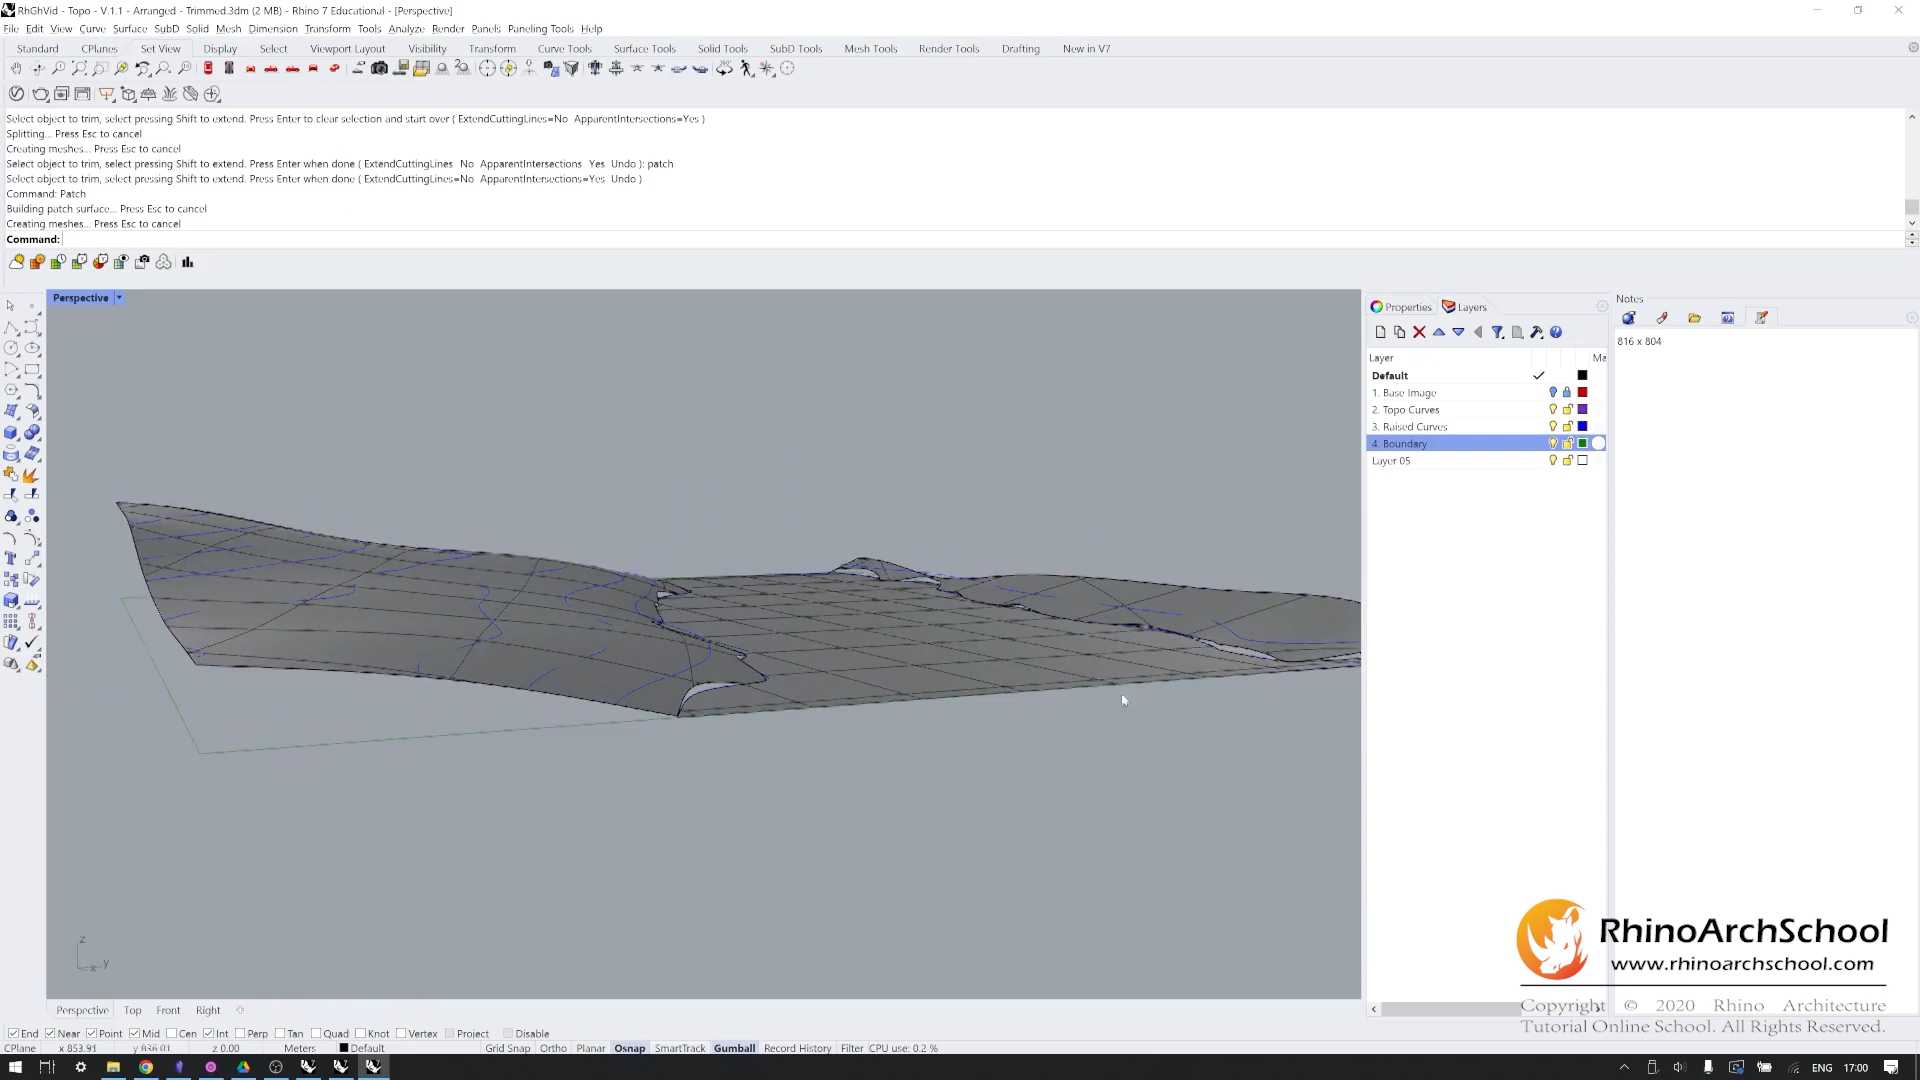 RhGhVid - Topo - V.1.1 - Arranged - Trimmed.3dm (2 MB) - Rhino 7 Educational - [Perspective]
File Edit View Curve Surface SubD Solid Mesh Dimension Transform Tools Analyze Render Panels Paneling Tools Help
Standard CPlanes Set View Display Select Viewport Layout Visibility Transform Curve Tools Surface Tools Solid Tools SubD Tools Mesh Tools Render Tools Drafting New in V7
Select object to trim, select pressing Shift to extend. Press Enter to clear selection and start over ( ExtendCuttingLines=No ApparentIntersections=Yes )
Splitting... Press Esc to cancel
Creating meshes... Press Esc to cancel
Select object to trim, select pressing Shift to extend. Press Enter when done ( ExtendCuttingLines No ApparentIntersections Yes Undo ): patch
Select object to trim, select pressing Shift to extend. Press Enter when done ( ExtendCuttingLines=No ApparentIntersections=Yes Undo )
Command: Patch
Building patch surface... Press Esc to cancel
Creating meshes... Press Esc to cancel
Command:
Perspective
Properties Layers
Layer Ma
Default
1. Base Image
2. Topo Curves
3. Raised Curves
4. Boundary
Layer 05
Notes
816 x 804
z
x y
RhinoArchSchool
www.rhinoarchschool.com
Copyright © 2020 Rhino Architecture
Tutorial Online School. All Rights Reserved.
Perspective Top Front Right
End Near Point Mid Cen Int Perp Tan Quad Knot Vertex Project Disable
CPlane x 853.91 y 836.01 z 0.00 Meters Default Grid Snap Ortho Planar Osnap SmartTrack Gumball Record History Filter CPU use: 0.2 %
ENG 17:00